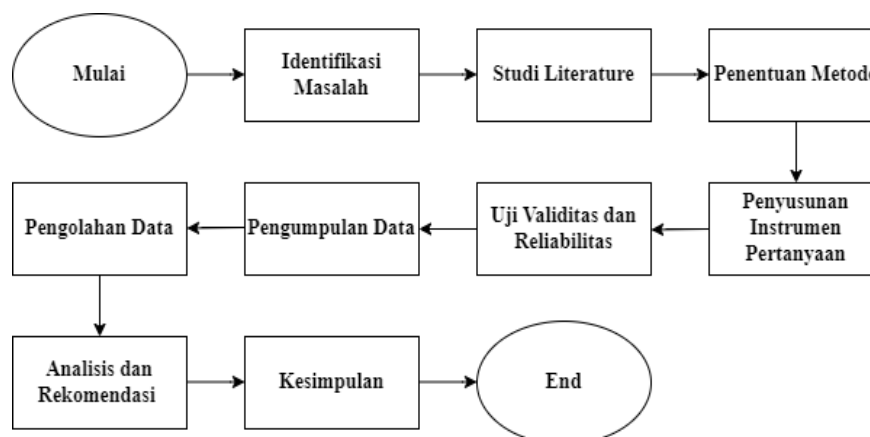 Mulai
Identifikasi
Masalah
Studi Literature
Penentuan Metode
Penyusunan
Instrumen
Pertanyaan
Uji Validitas dan
Reliabilitas
Pengumpulan Data
Pengolahan Data
Analisis dan
Rekomendasi
Kesimpulan
End